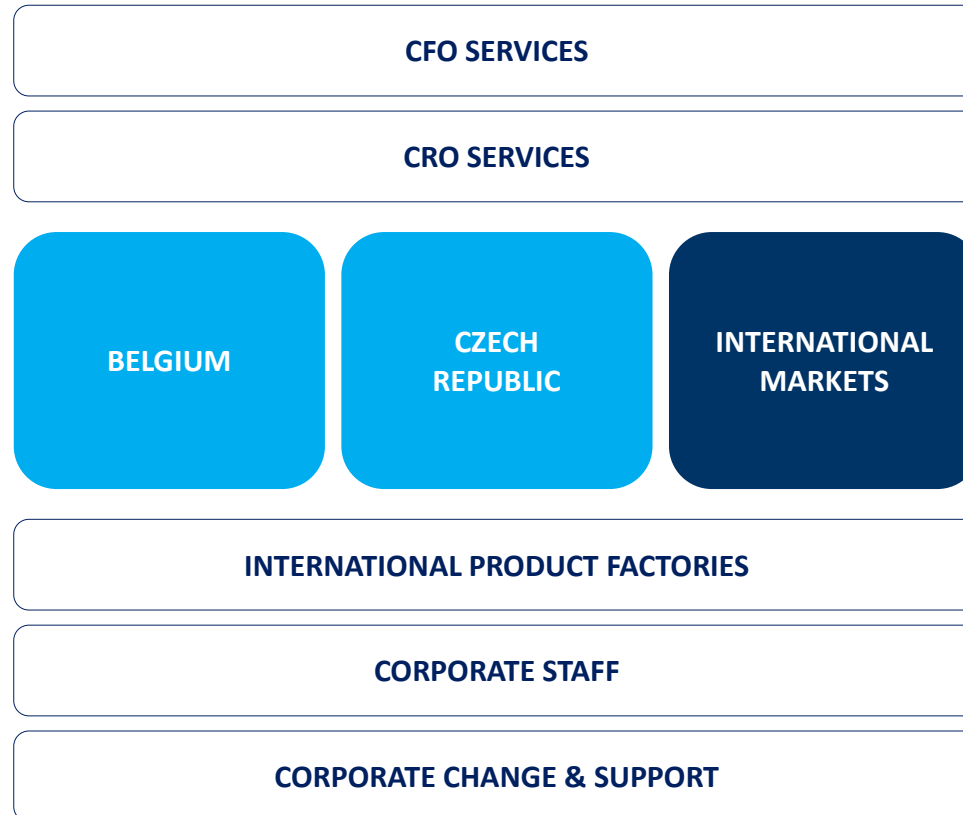 CFO SERVICES
CRO SERVICES
BELGIUM
CZECH
REPUBLIC
INTERNATIONAL
MARKETS
INTERNATIONAL PRODUCT FACTORIES
CORPORATE STAFF
CORPORATE CHANGE & SUPPORT